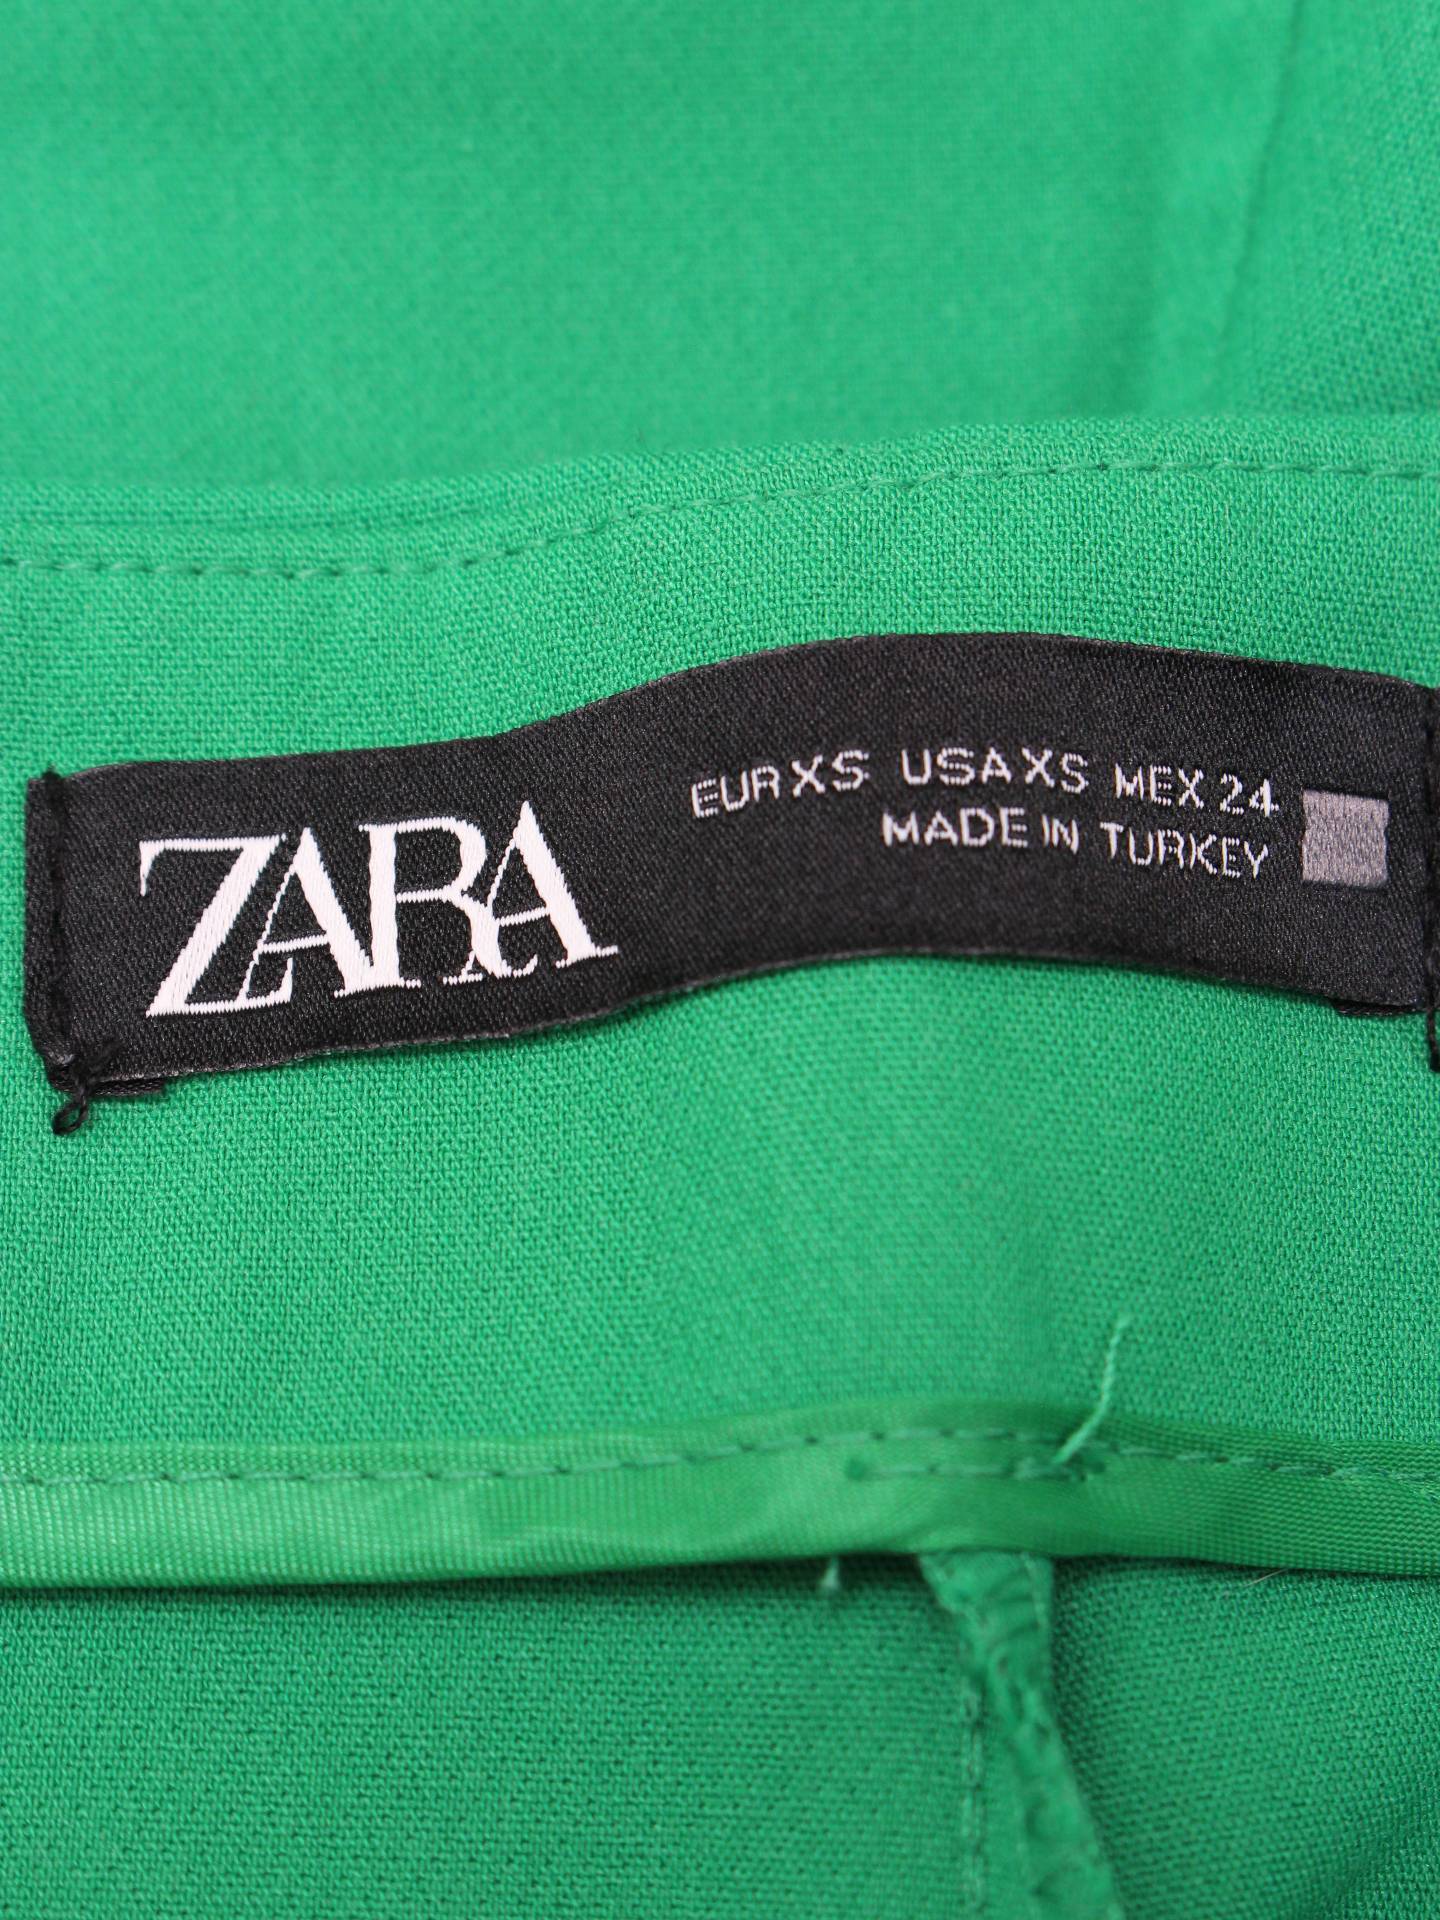 ZARA
EUR XS USA XS MEX 24
MADE IN TURKEY